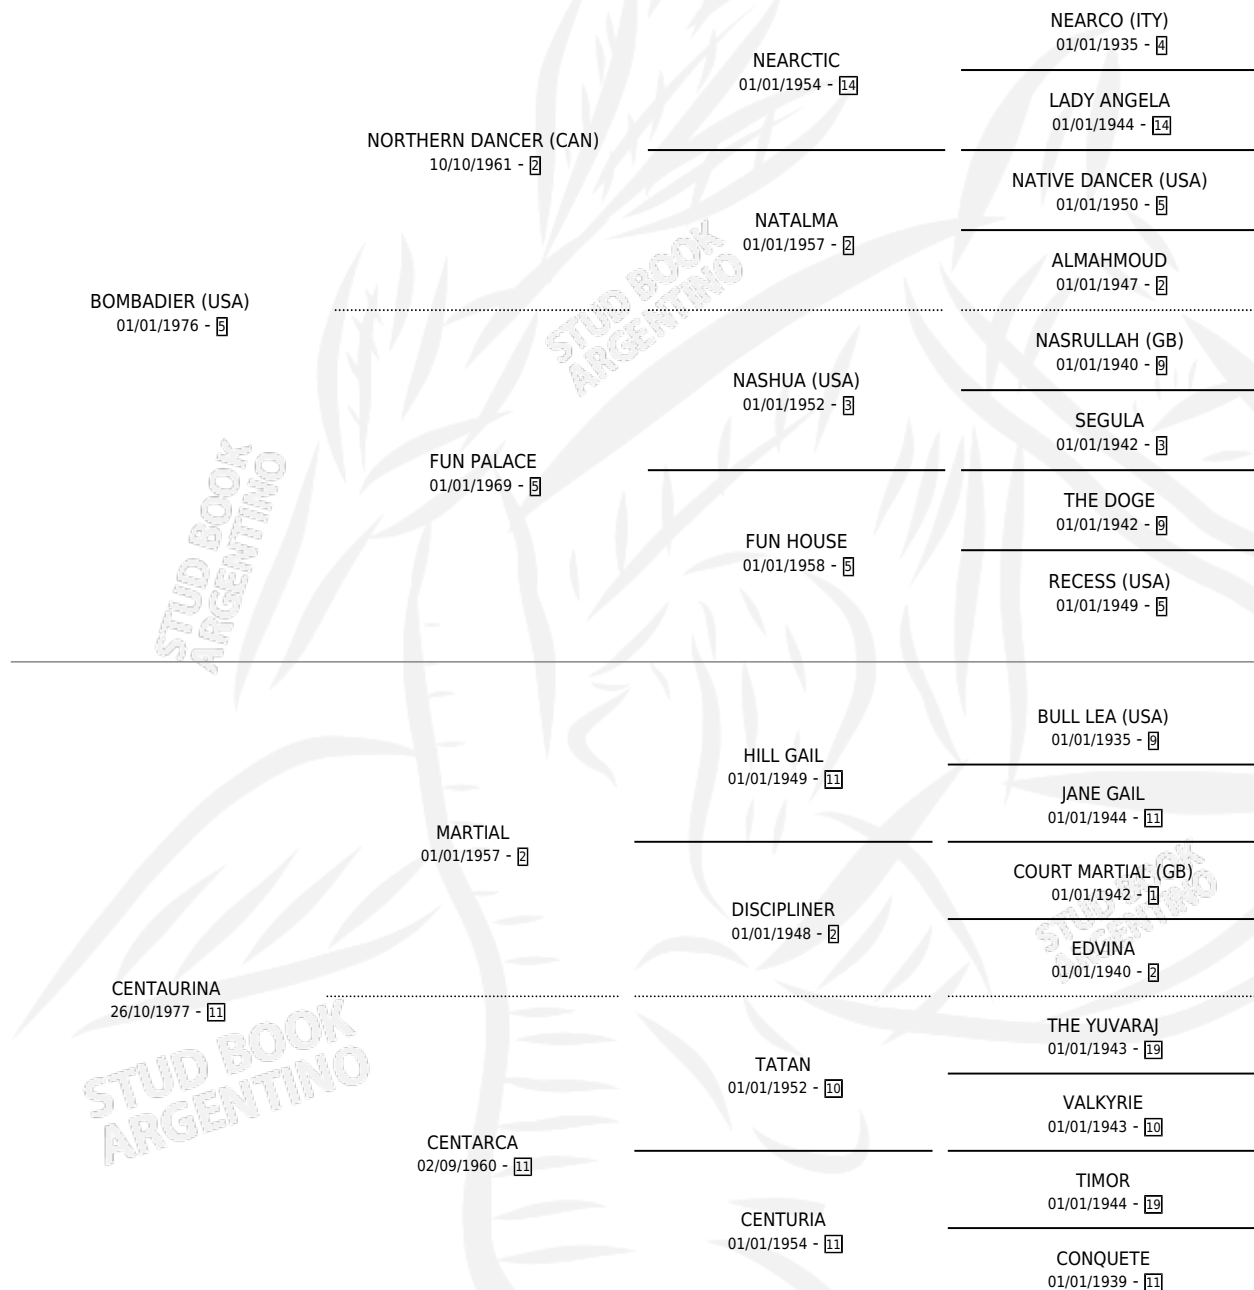 NEARCO (ITY)
01/01/1935 - 4
NEARCTIC
01/01/1954 - 14
LADY ANGELA
01/01/1944 - 14
NORTHERN DANCER (CAN)
10/10/1961 - 2
NATIVE DANCER (USA)
01/01/1950 - 5
NATALMA
01/01/1957 - 2
ALMAHMOUD
01/01/1947 - 2
BOMBADIER (USA)
01/01/1976 - 5
STUD BOOK
ARGENTINO
NASRULLAH (GB)
01/01/1940 - 9
NASHUA (USA)
01/01/1952 - 3
SEGULA
01/01/1942 - 3
FUN PALACE
01/01/1969 - 5
THE DOGE
01/01/1942 - 9
FUN HOUSE
01/01/1958 - 5
RECESS (USA)
01/01/1949 - 5
STUD BOOK
ARGENTINO
BULL LEA (USA)
01/01/1935 - 9
HILL GAIL
01/01/1949 - 11
JANE GAIL
01/01/1944 - 11
MARTIAL
01/01/1957 - 2
COURT MARTIAL (GB)
01/01/1942 - 1
DISCIPLINER
01/01/1948 - 2
EDVINA
01/01/1940 - 2
STUD BOOK
ARGENTINO
CENTAURINA
26/10/1977 - 11
STUD BOOK
ARGENTINO
THE YUVARAJ
01/01/1943 - 19
TATAN
01/01/1952 - 10
VALKYRIE
01/01/1943 - 10
CENTARCA
02/09/1960 - 11
TIMOR
01/01/1944 - 19
CENTURIA
01/01/1954 - 11
CONQUETE
01/01/1939 - 11